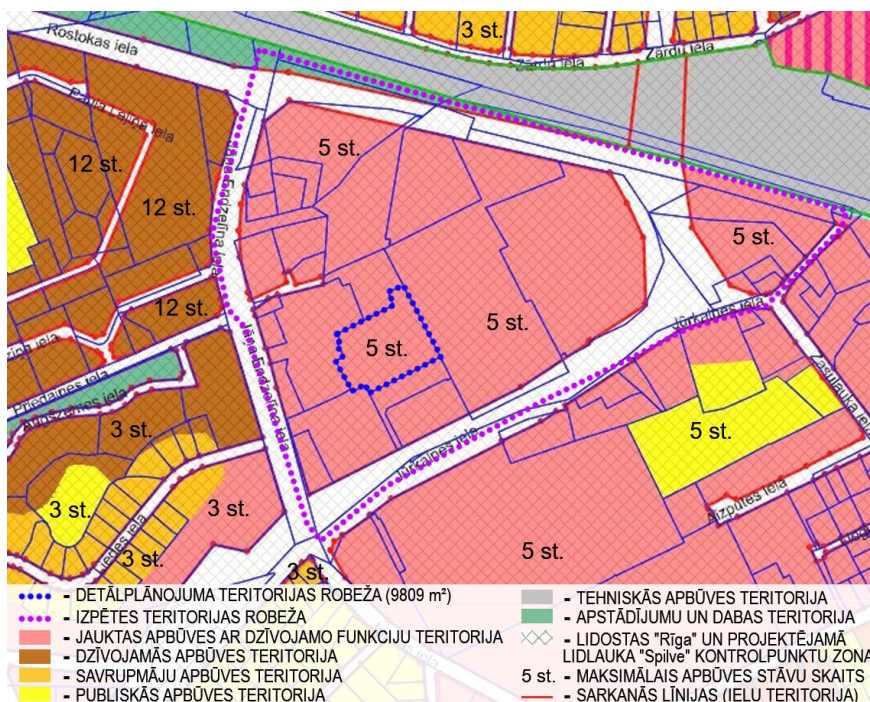 Rostokas iela
3 st.
Zārdu iela
Zārdu iela
Paula Lejiņa iela
5 st.
12 st.
12 st.
Jāņa Endzelīna iela
5 st.
12 st.
5 st.
5 st.
Jūrkalnes iela
Priedaines iela
Jāņa Endzelīna iela
Zasulauka iela
3 st.
5 st.
Jūrkalnes iela
3 st.
3 st.
Aizputes iela
3 st.
5 st.
3 st.
- DETĀLPLĀNOJUMA TERITORIJAS ROBEŽA (9809 m²)
- IZPĒTES TERITORIJAS ROBEŽA
- JAUKTAS APBŪVES AR DZĪVOJAMO FUNKCIJU TERITORIJA
- DZĪVOJAMĀS APBŪVES TERITORIJA
- SAVRUPMĀJU APBŪVES TERITORIJA
- PUBLISKĀS APBŪVES TERITORIJA
- TEHNISKĀS APBŪVES TERITORIJA
- APSTĀDĪJUMU UN DABAS TERITORIJA
- LIDOSTAS "Rīga" UN PROJEKTĒJAMĀ
LIDLAUKA "Spilve" KONTROLPUNKTU ZONA
5 st. - MAKSIMĀLAIS APBŪVES STĀVU SKAITS
- SARKANĀS LĪNIJAS (IELU TERITORIJA)